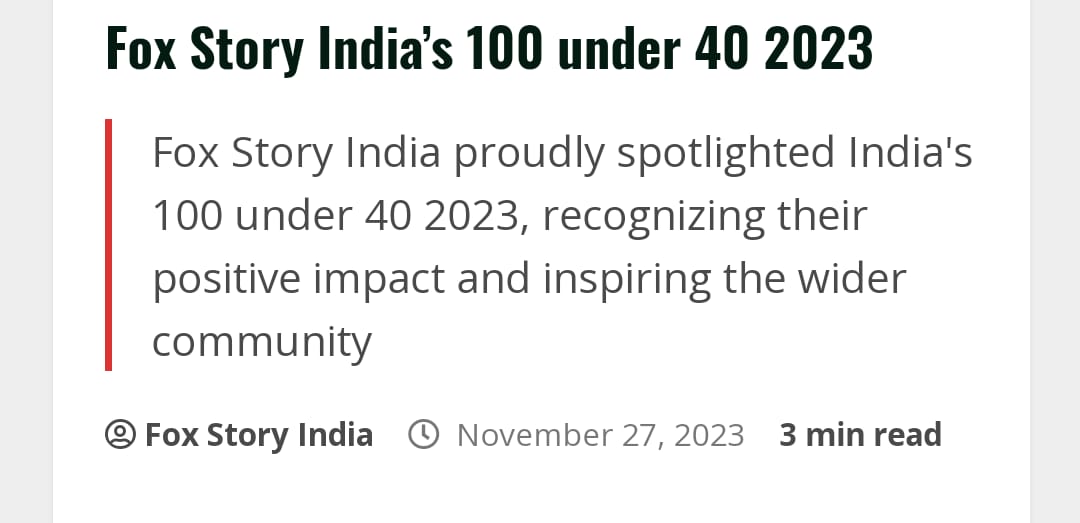 Fox Story India’s 100 under 40 2023
Fox Story India proudly spotlighted India's
100 under 40 2023, recognizing their
positive impact and inspiring the wider
community
Fox Story India November 27, 2023 3 min read